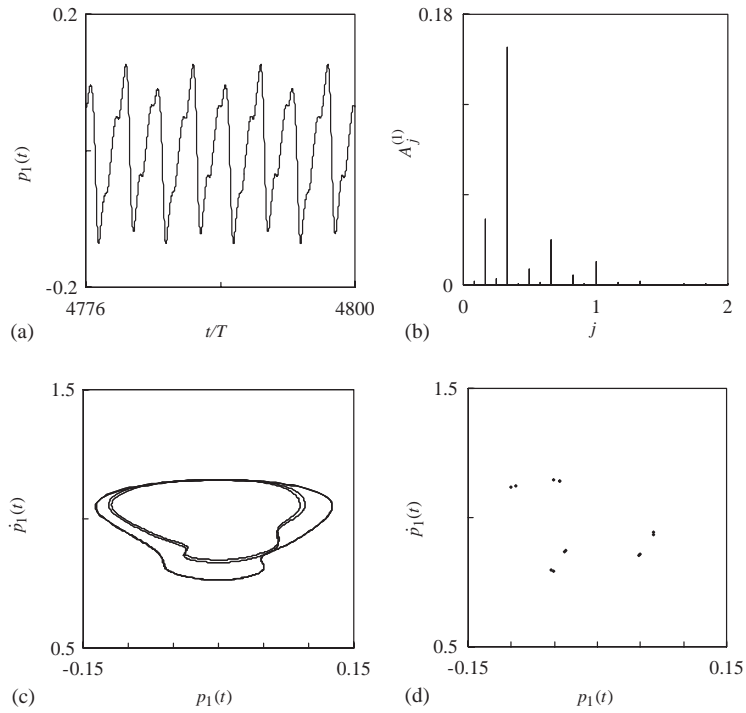 0.2
p₁(t)
-0.2
4776
4800
t/T
(a)
0.18
A_j^(1)
0
0
1
2
j
(b)
1.5
ṗ₁(t)
0.5
-0.15
0.15
p₁(t)
(c)
1.5
ṗ₁(t)
0.5
-0.15
0.15
p₁(t)
(d)